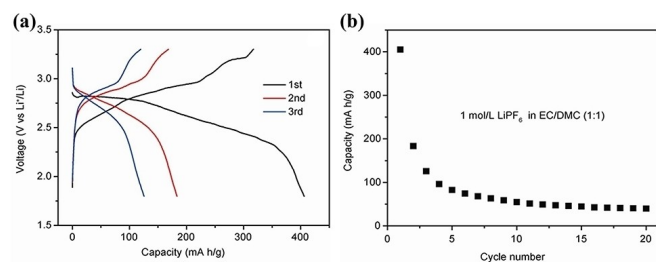 (a)
3.5
3.0
2.5
2.0
1.5
Voltage (V vs Li⁺/Li)
1st
2nd
3rd
0 100 200 300 400
Capacity (mA h/g)
(b)
400
300
200
100
0
Capacity (mA h/g)
1 mol/L LiPF₆ in EC/DMC (1:1)
0 5 10 15 20
Cycle number